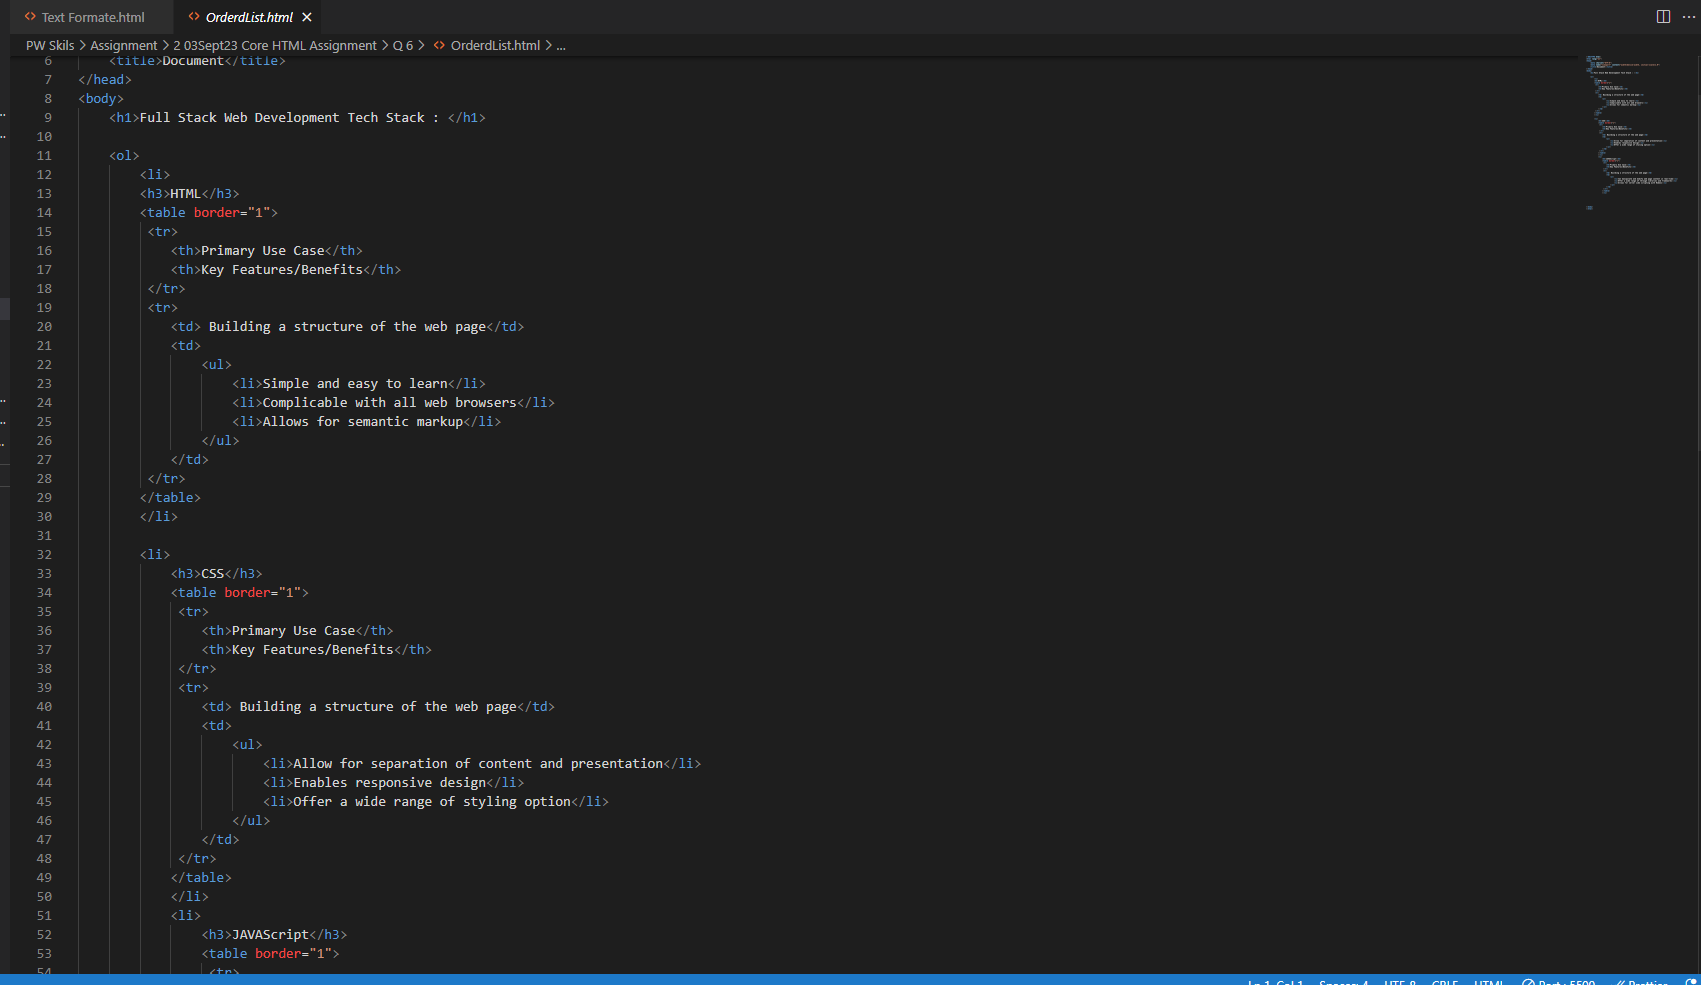 Text Formate.html
OrderdList.html
PW Skils > Assignment > 2 03Sept23 Core HTML Assignment > Q 6 > OrderdList.html > ...
6 <title>Document</title>
7 </head>
8 <body>
9 <h1>Full Stack Web Development Tech Stack : </h1>
10
11 <ol>
12 <li>
13 <h3>HTML</h3>
14 <table border="1">
15 <tr>
16 <th>Primary Use Case</th>
17 <th>Key Features/Benefits</th>
18 </tr>
19 <tr>
20 <td> Building a structure of the web page</td>
21 <td>
22 <ul>
23 <li>Simple and easy to learn</li>
24 <li>Complicable with all web browsers</li>
25 <li>Allows for semantic markup</li>
26 </ul>
27 </td>
28 </tr>
29 </table>
30 </li>
31
32 <li>
33 <h3>CSS</h3>
34 <table border="1">
35 <tr>
36 <th>Primary Use Case</th>
37 <th>Key Features/Benefits</th>
38 </tr>
39 <tr>
40 <td> Building a structure of the web page</td>
41 <td>
42 <ul>
43 <li>Allow for separation of content and presentation</li>
44 <li>Enables responsive design</li>
45 <li>Offer a wide range of styling option</li>
46 </ul>
47 </td>
48 </tr>
49 </table>
50 </li>
51 <li>
52 <h3>JAVAScript</h3>
53 <table border="1">
54 <tr>
Ln 1, Col 1 Spaces: 4 UTF-8 CRLF HTML Port : 5500 Prettier